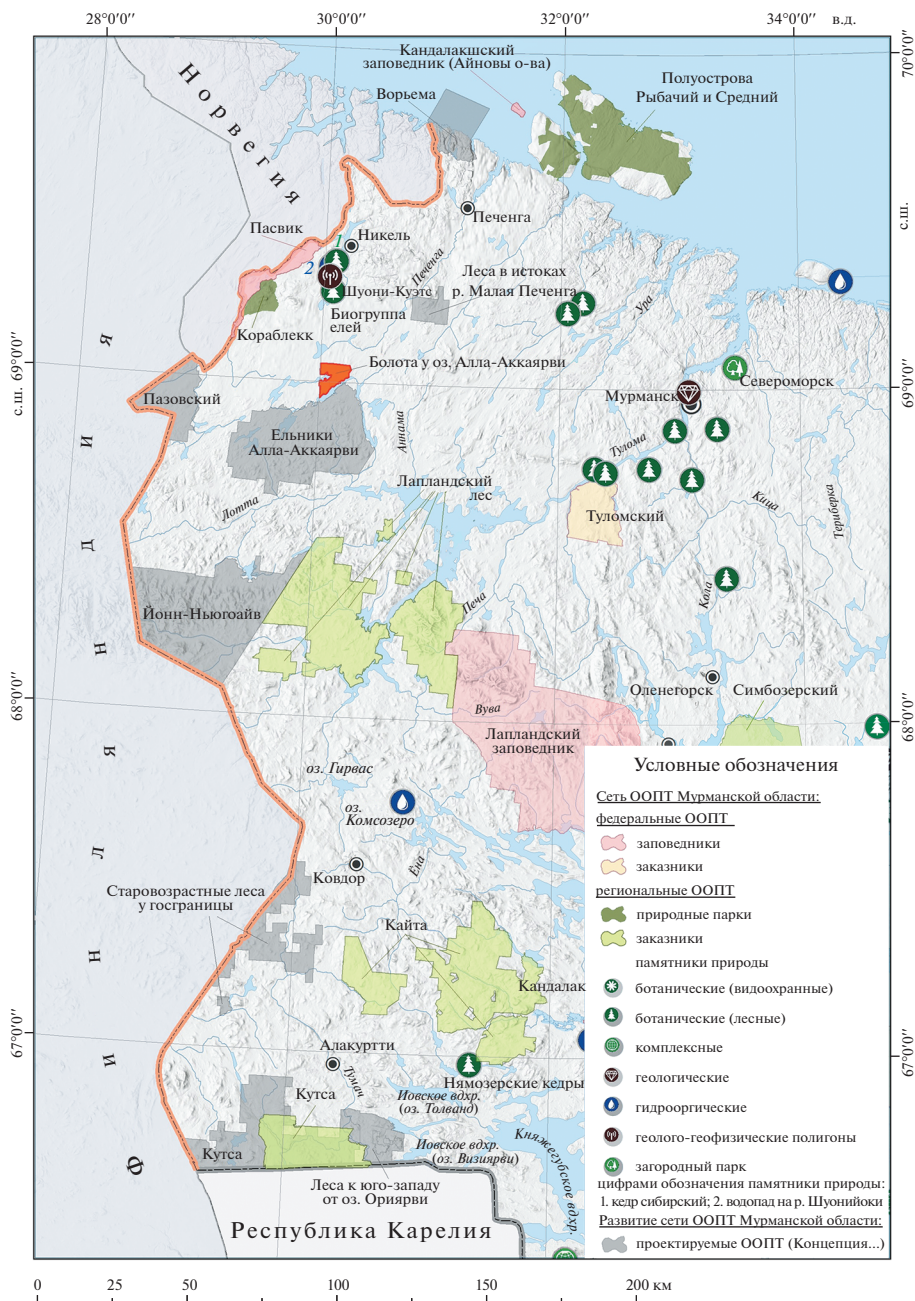 28°0′0″
30°0′0″
32°0′0″
34°0′0″
в.д.
70°0′0″
с.ш.
69°0′0″
68°0′0″
67°0′0″
с.ш.
69°0′0″
68°0′0″
67°0′0″
Норвегия
ФИНЛЯНДИЯ
Кандалакшский
заповедник (Айновы о-ва)
Ворьема
Полуострова
Рыбачий и Средний
Печенга
Пасвик
Никель
1
2
Печенга
Шуони-Куэтс
Леса в истоках
р. Малая Печенга
Биогруппа
елей
Кораблекк
Ура
Болота у оз, Алла-Аккаярви
Пазовский
Североморск
Мурманск
Ельники
Алла-Аккаярви
Аннама
Тулома
Лапландский
лес
Лотта
Туломский
Кица
Териберка
Йонн-Ньюгоайв
Печа
Кола
Оленегорск
Симбозерский
Вува
Лапландский
заповедник
оз. Гирвас
оз.
Комсозеро
Ёна
Ковдор
Старовозрастные леса
у госграницы
Кайта
Кандалак
Алакуртти
Тумач
Нямозерские кедры
Кутса
Иовское вдхр.
(оз. Толванд)
Кутса
Иовское вдхр.
(оз. Визиярви)
Княжегубское вдхр.
Леса к юго-западу
от оз. Ориярви
Республика Карелия
Условные обозначения
Сеть ООПТ Мурманской области:
федеральные ООПТ
заповедники
заказники
региональные ООПТ
природные парки
заказники
памятники природы
ботанические (видоохранные)
ботанические (лесные)
комплексные
геологические
гидрооргические
геолого-геофизические полигоны
загородный парк
цифрами обозначения памятники природы:
1. кедр сибирский; 2. водопад на р. Шуонийоки
Развитие сети ООПТ Мурманской области:
проектируемые ООПТ (Концепция...)
0 25 50 100 150 200 км